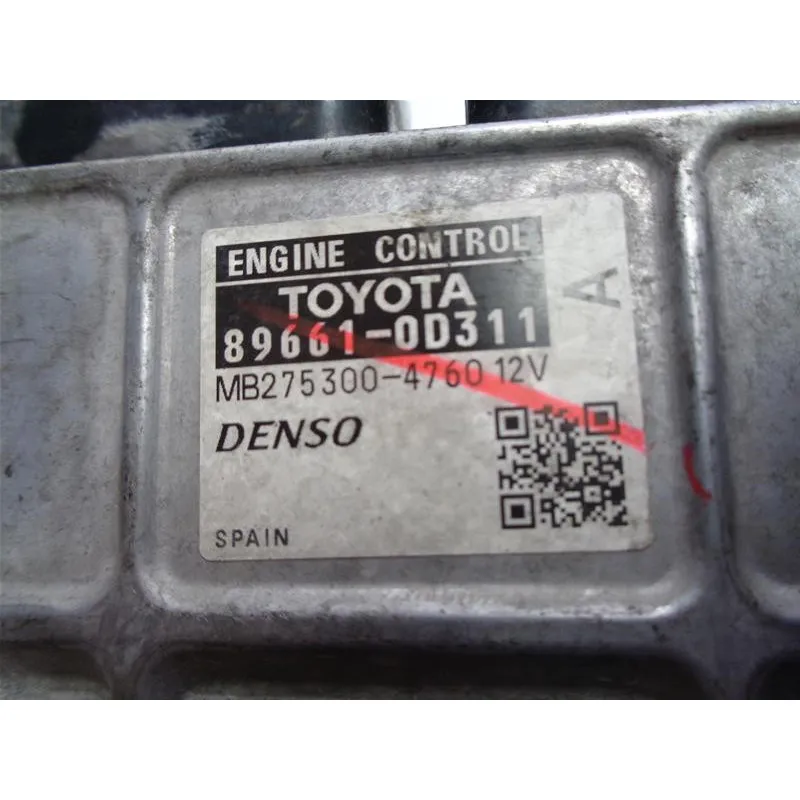 ENGINE CONTROL
TOYOTA
89661-0D311
A
MB275300-4760 12V
DENSO
SPAIN